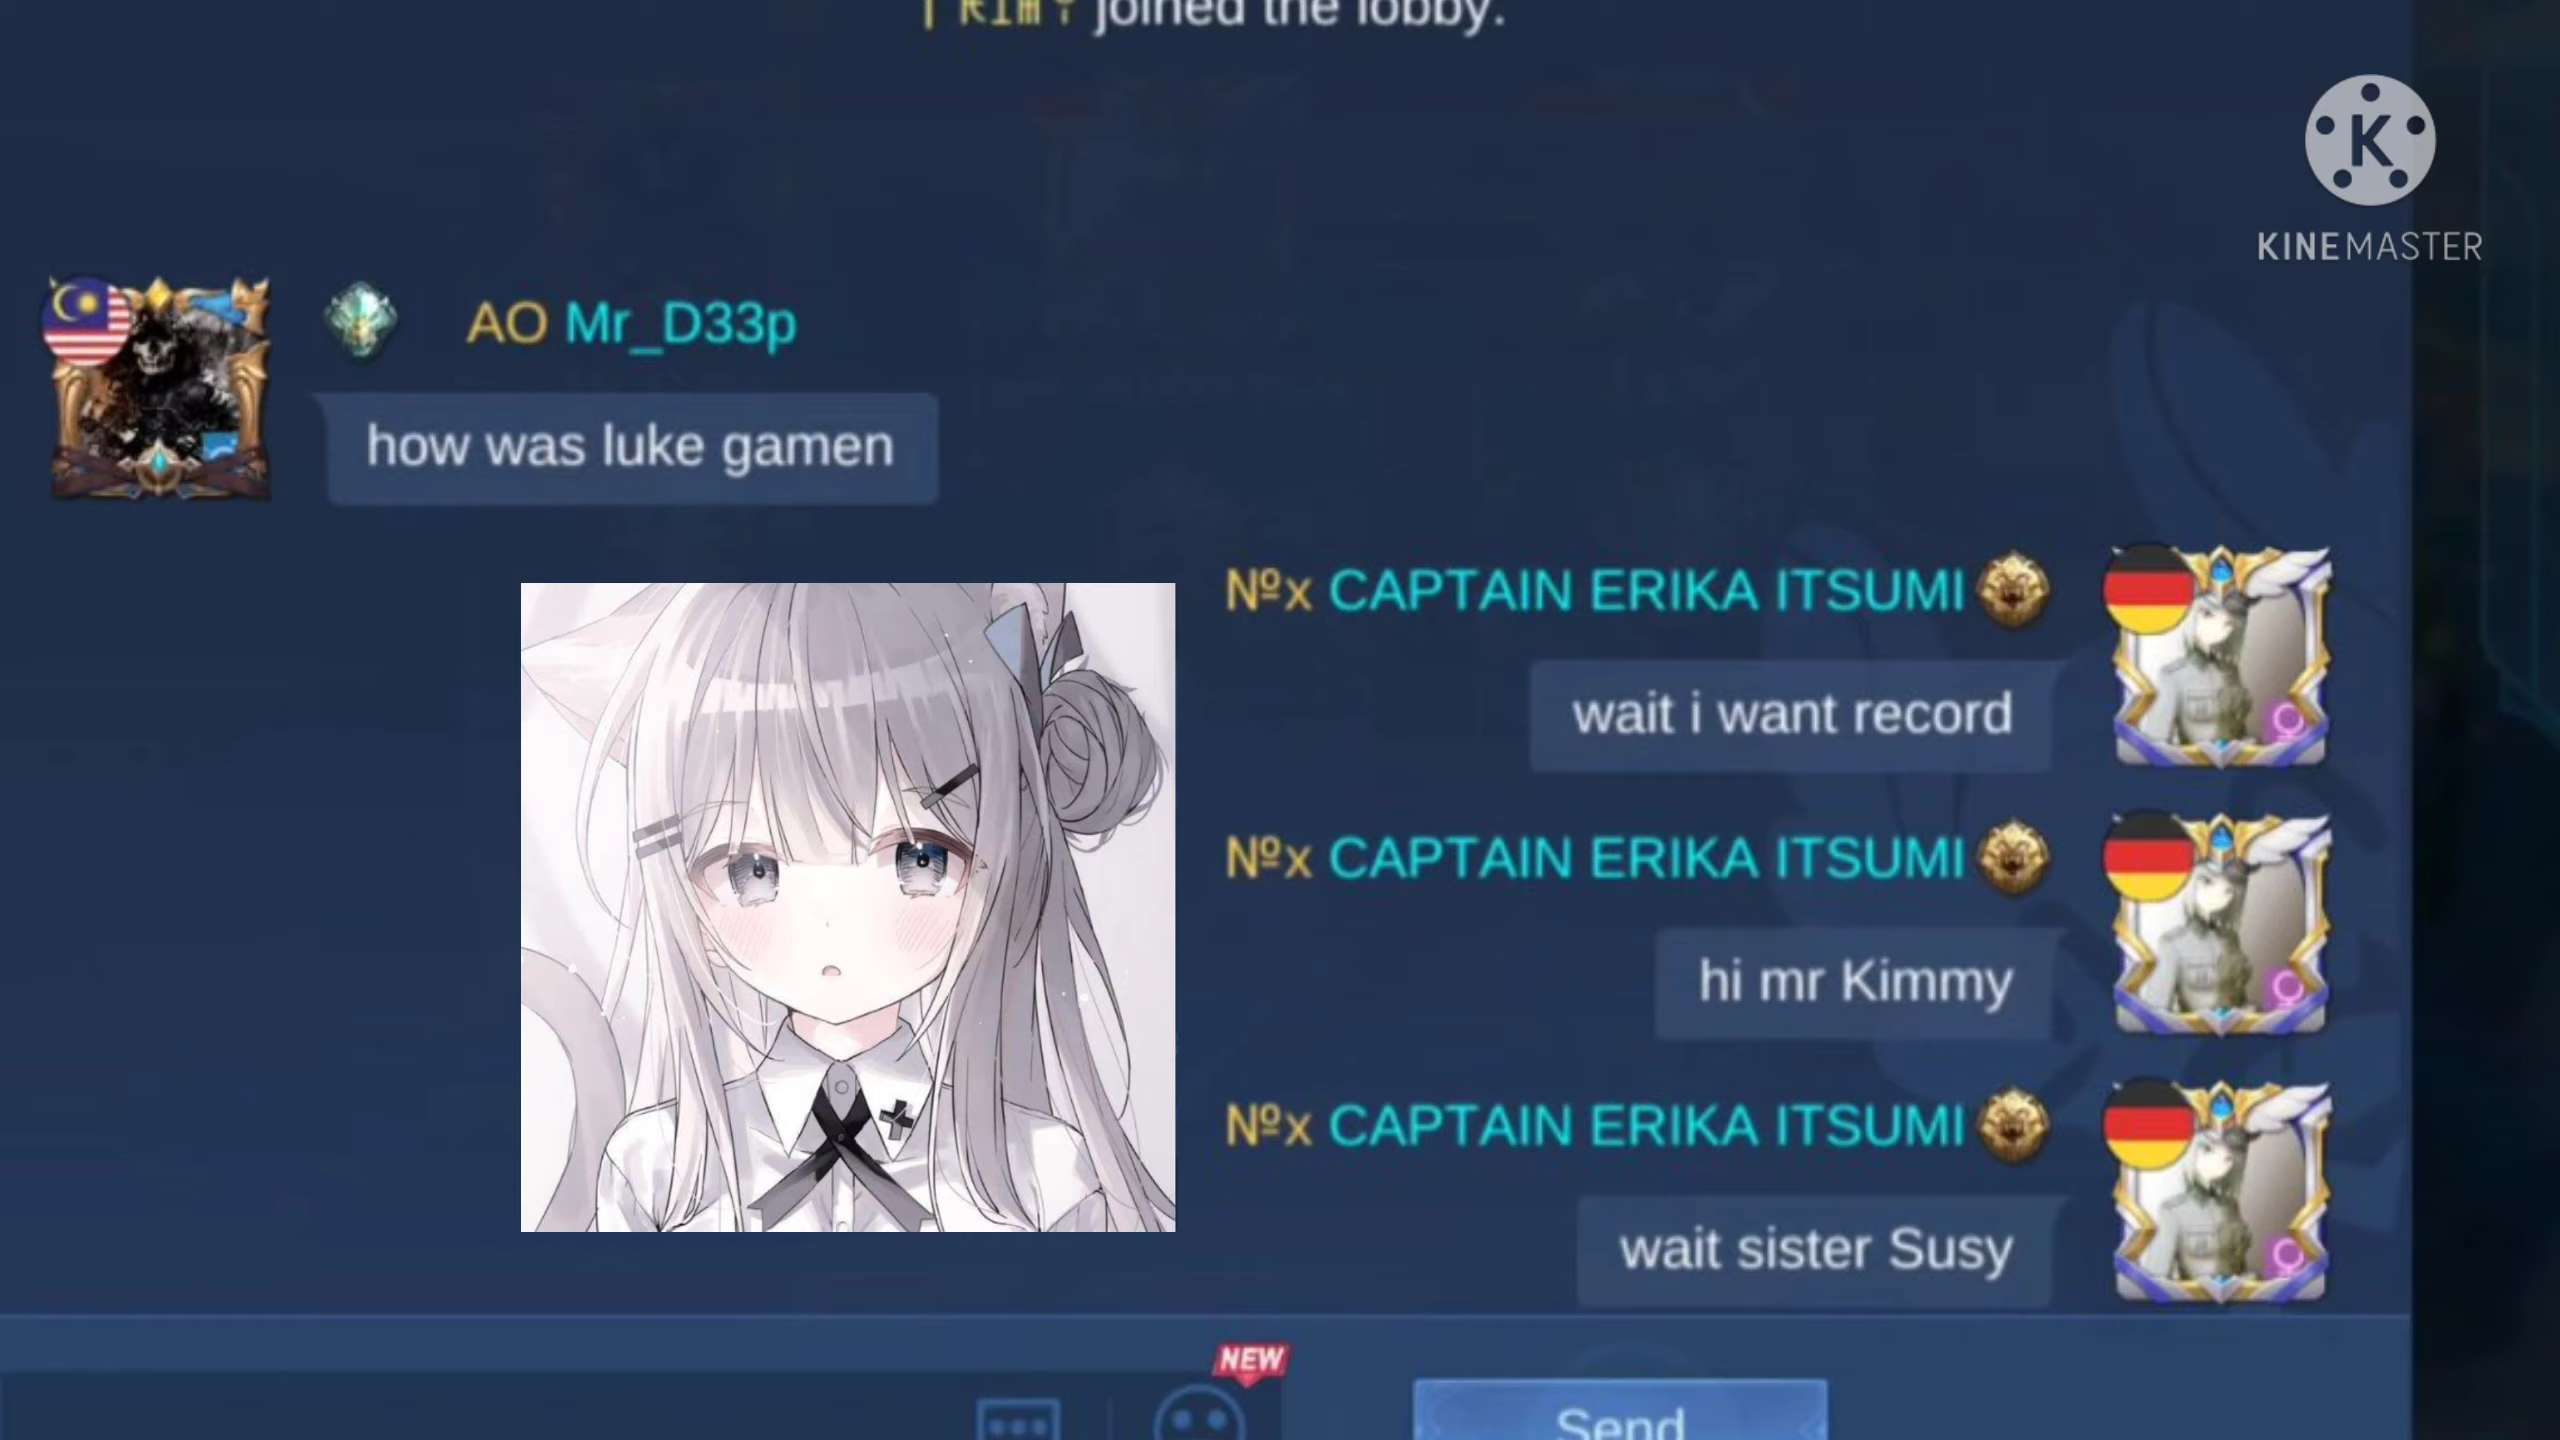 joined the lobby.
K
KINEMASTER
AO Mr_D33p
how was luke gamen
Nºx CAPTAIN ERIKA ITSUMI
wait i want record
Nºx CAPTAIN ERIKA ITSUMI
hi mr Kimmy
Nºx CAPTAIN ERIKA ITSUMI
wait sister Susy
NEW
Send